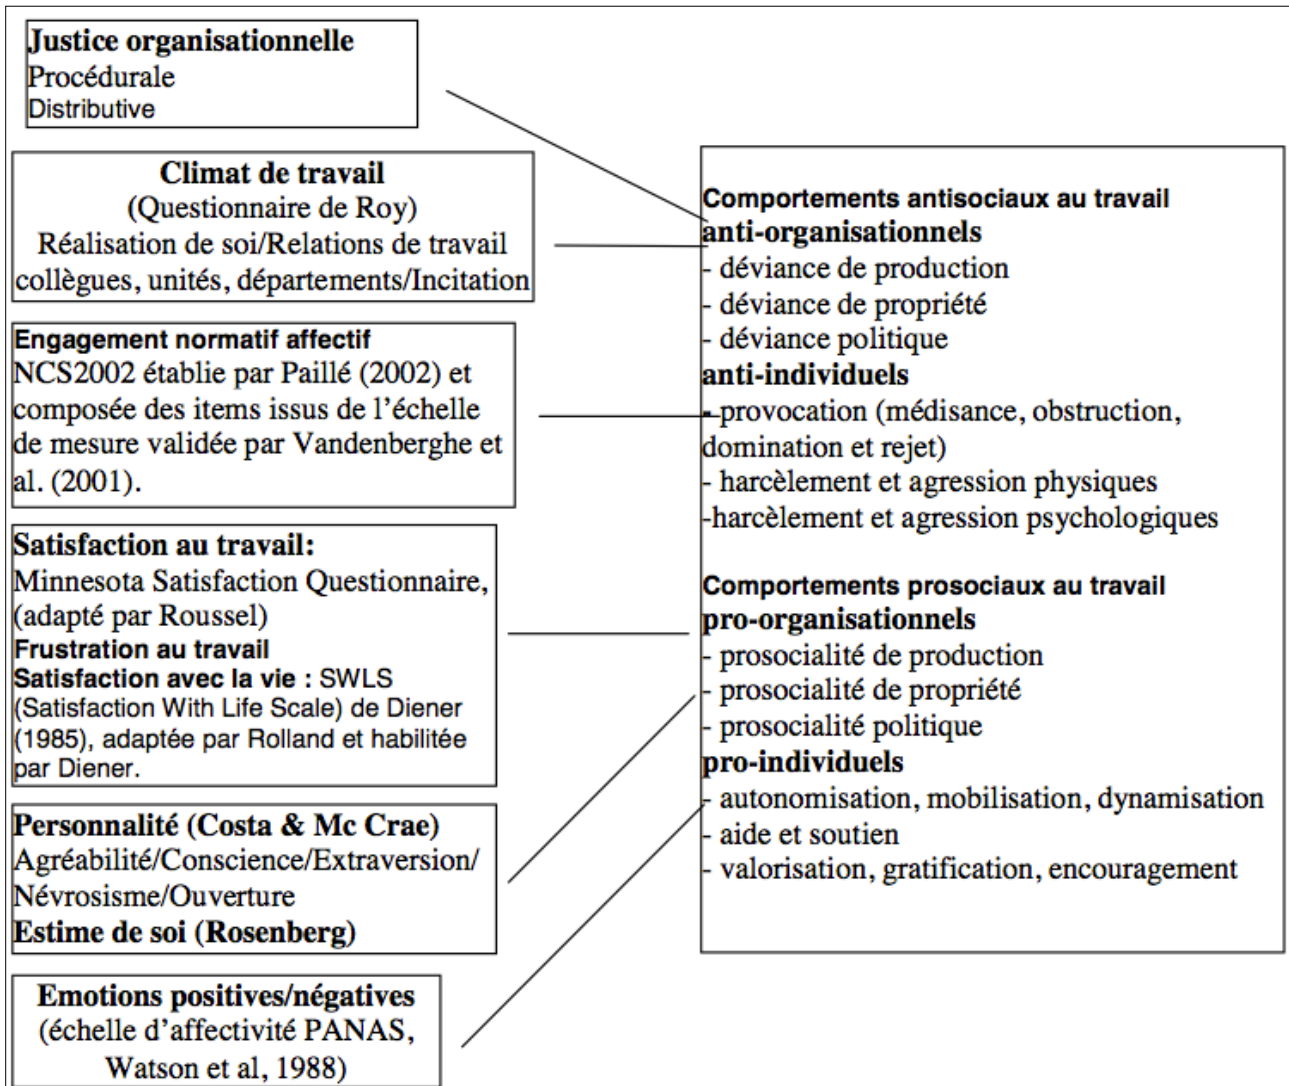 Justice organisationnelle
Procédurale
Distributive
Climat de travail
(Questionnaire de Roy)
Réalisation de soi/Relations de travail
collègues, unités, départements/Incitation
Engagement normatif affectif
NCS2002 établie par Paillé (2002) et
composée des items issus de l'échelle
de mesure validée par Vandenberghe et
al. (2001).
Satisfaction au travail:
Minnesota Satisfaction Questionnaire,
(adapté par Roussel)
Frustration au travail
Satisfaction avec la vie : SWLS
(Satisfaction With Life Scale) de Diener
(1985), adaptée par Rolland et habilitée
par Diener.
Personnalité (Costa & Mc Crae)
Agréabilité/Conscience/Extraversion/
Névrosisme/Ouverture
Estime de soi (Rosenberg)
Emotions positives/négatives
(échelle d'affectivité PANAS,
Watson et al, 1988)
Comportements antisociaux au travail
anti-organisationnels
- déviance de production
- déviance de propriété
- déviance politique
anti-individuels
- provocation (médisance, obstruction,
domination et rejet)
- harcèlement et agression physiques
-harcèlement et agression psychologiques
Comportements prosociaux au travail
pro-organisationnels
- prosocialité de production
- prosocialité de propriété
- prosocialité politique
pro-individuels
- autonomisation, mobilisation, dynamisation
- aide et soutien
- valorisation, gratification, encouragement